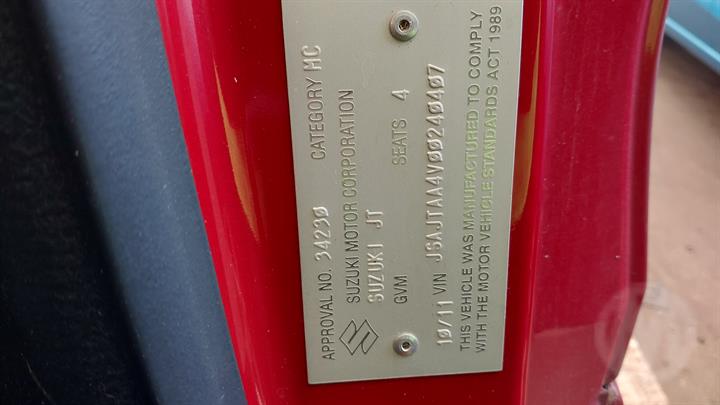 APPROVAL NO. 34230 CATEGORY MC
SUZUKI MOTOR CORPORATION
SUZUKI JT
GVM SEATS 4
10/11 VIN JSAJTAA4V00240407
THIS VEHICLE WAS MANUFACTURED TO COMPLY
WITH THE MOTOR VEHICLE STANDARDS ACT 1989